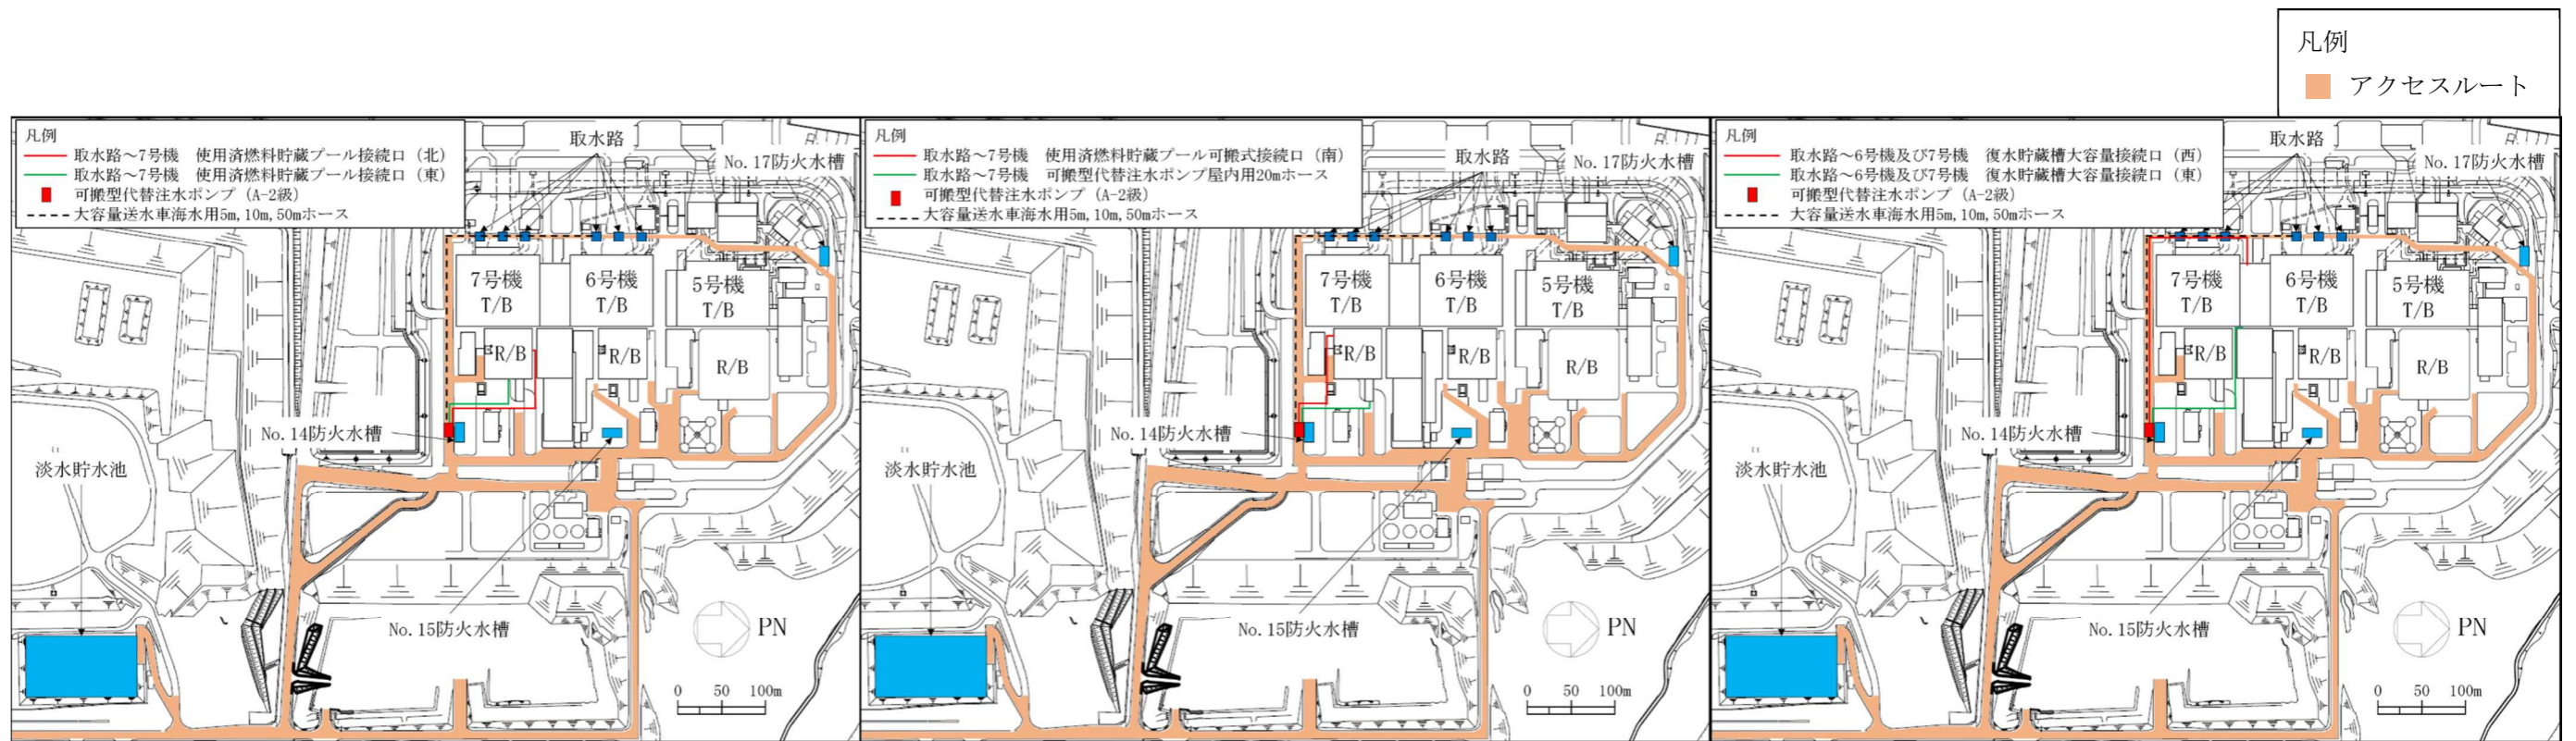 凡例
アクセスルート
凡例
取水路～7号機　使用済燃料貯蔵プール接続口（北）
取水路～7号機　使用済燃料貯蔵プール接続口（東）
可搬型代替注水ポンプ（A-2級）
大容量送水車海水用5m,10m,50mホース
取水路
No.17防火水槽
7号機
T/B
6号機
T/B
5号機
T/B
R/B
R/B
R/B
No.14防火水槽
淡水貯水池
No.15防火水槽
PN
0 50 100m
凡例
取水路～7号機　使用済燃料貯蔵プール可搬式接続口（南）
取水路～7号機　可搬型代替注水ポンプ屋内用20mホース
可搬型代替注水ポンプ（A-2級）
大容量送水車海水用5m,10m,50mホース
取水路
No.17防火水槽
7号機
T/B
6号機
T/B
5号機
T/B
R/B
R/B
R/B
No.14防火水槽
淡水貯水池
No.15防火水槽
PN
0 50 100m
凡例
取水路～6号機及び7号機　復水貯蔵槽大容量接続口（西）
取水路～6号機及び7号機　復水貯蔵槽大容量接続口（東）
可搬型代替注水ポンプ（A-2級）
大容量送水車海水用5m,10m,50mホース
取水路
No.17防火水槽
7号機
T/B
6号機
T/B
5号機
T/B
R/B
R/B
R/B
No.14防火水槽
淡水貯水池
No.15防火水槽
PN
0 50 100m